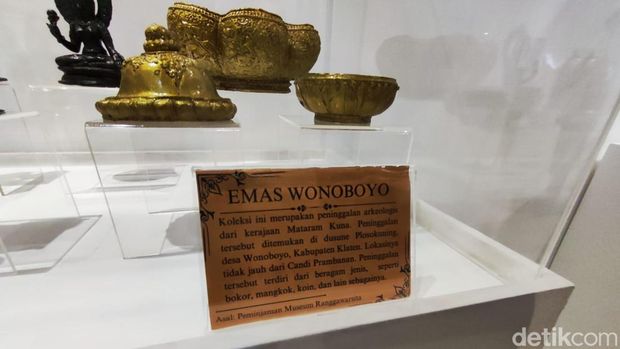 EMAS WONOBOYO
Koleksi ini merupakan peninggalan arkeologis
dari kerajaan Mataram Kuna. Peninggalan
tersebut ditemukan di dusune Plosokuning,
desa Wonoboyo, Kabupaten Klaten. Lokasinya
tidak jauh dari Candi Prambanan. Peninggalan
tersebut terdiri dari beragam jenis, seperti
bokor, mangkok, koin, dan lain sebagainya.
Asal: Peminjaman Museum Ranggawarsita
detikcom